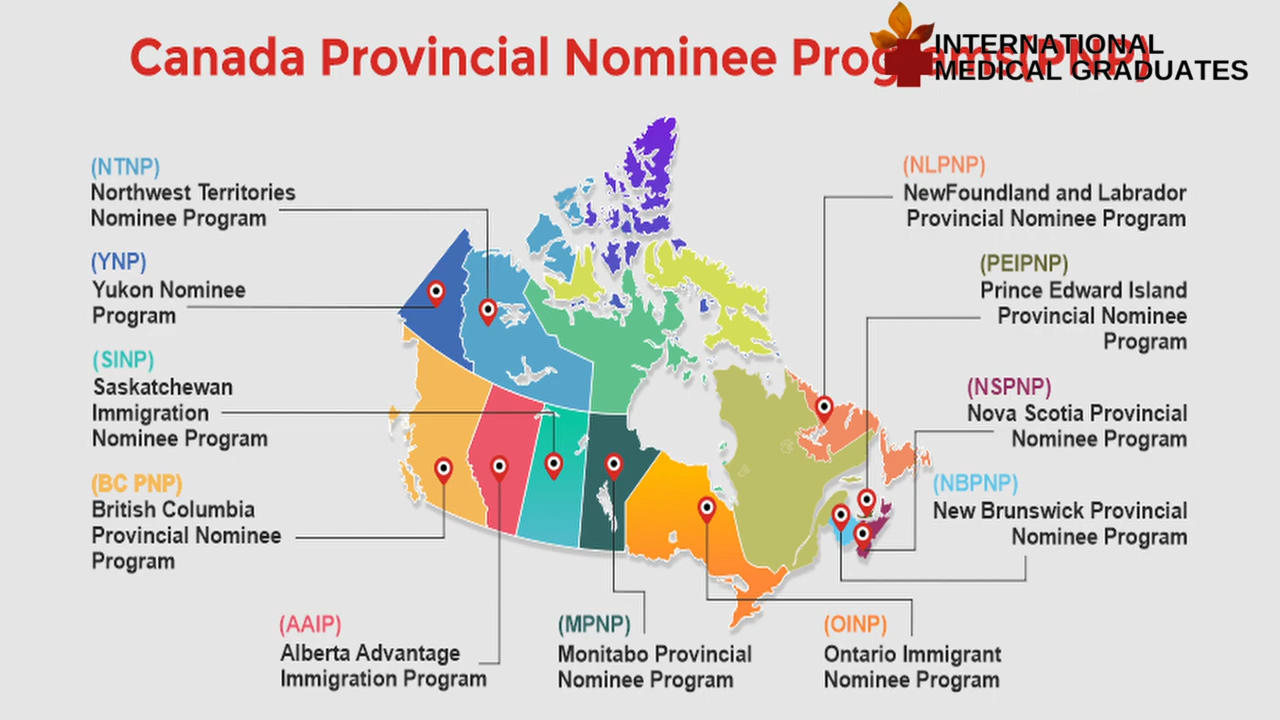 Canada Provincial Nominee Programs(PNP)
INTERNATIONAL
MEDICAL GRADUATES
(NTNP)
Northwest Territories
Nominee Program
(YNP)
Yukon Nominee
Program
(SINP)
Saskatchewan
Immigration
Nominee Program
(BC PNP)
British Columbia
Provincial Nominee
Program
(AAIP)
Alberta Advantage
Immigration Program
(MPNP)
Monitabo Provincial
Nominee Program
(OINP)
Ontario Immigrant
Nominee Program
(NLPNP)
NewFoundland and Labrador
Provincial Nominee Program
(PEIPNP)
Prince Edward Island
Provincial Nominee
Program
(NSPNP)
Nova Scotia Provincial
Nominee Program
(NBPNP)
New Brunswick Provincial
Nominee Program